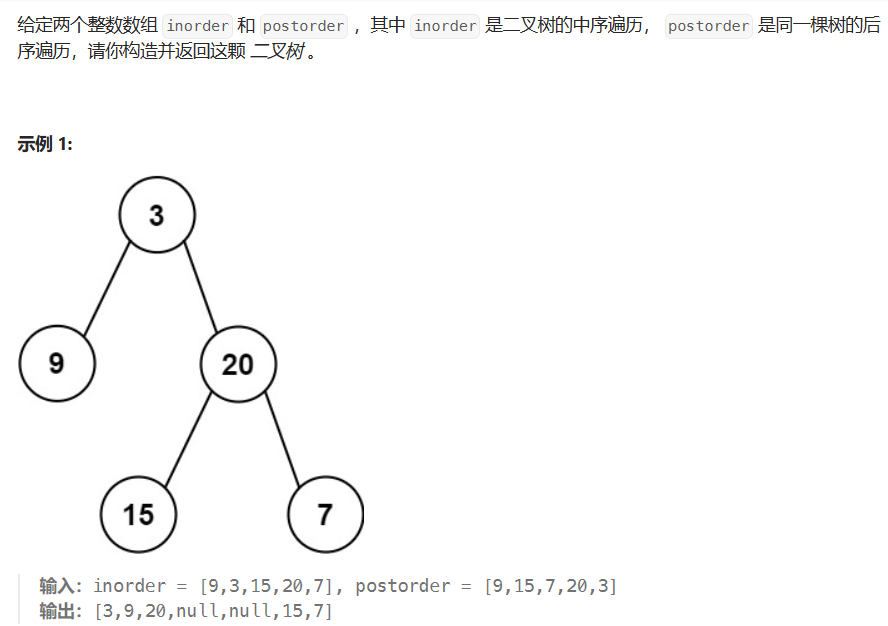 给定两个整数数组 inorder 和 postorder ，其中 inorder 是二叉树的中序遍历， postorder 是同一棵树的后
序遍历，请你构造并返回这颗 二叉树 。
示例 1:
3
9
20
15
7
输入：inorder = [9,3,15,20,7], postorder = [9,15,7,20,3]
输出：[3,9,20,null,null,15,7]